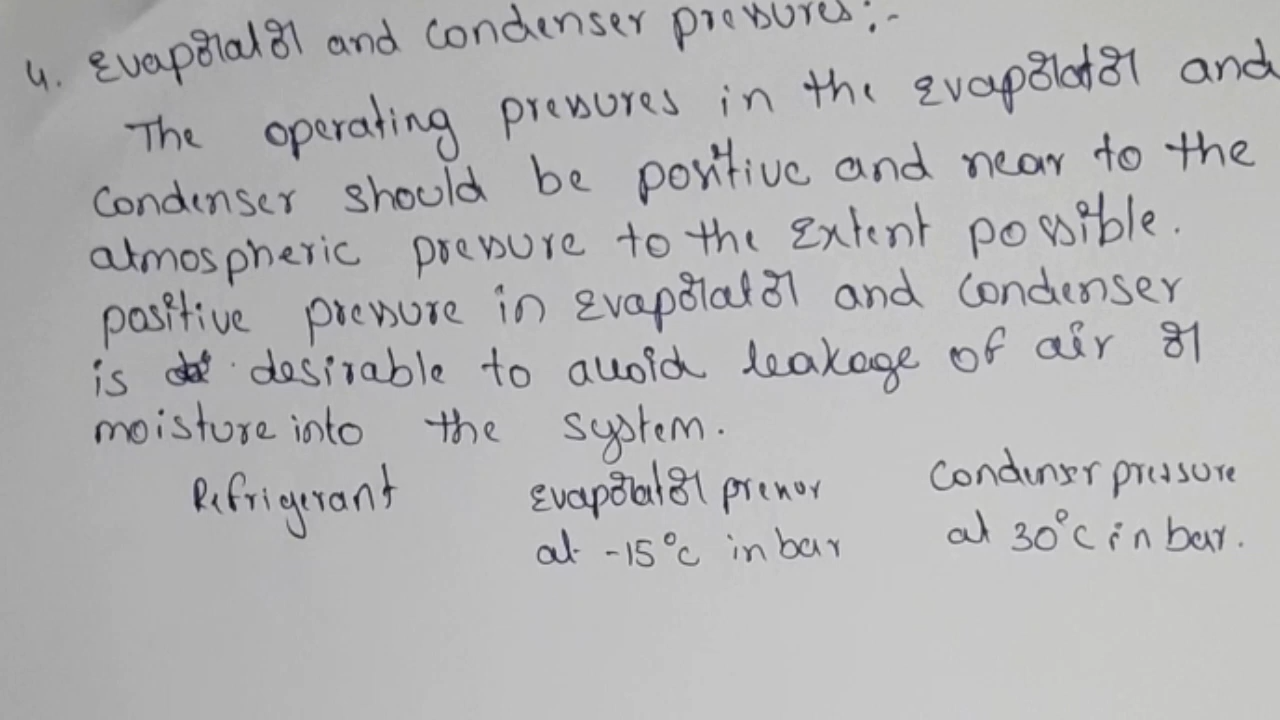 4. Evaporator and condenser pressures:-
The operating pressures in the evaporator and
condenser should be positive and near to the
atmospheric pressure to the extent possible.
positive pressure in evaporator and condenser
is desirable to avoid leakage of air or
moisture into the system.
Refrigerant evaporator pressur condenser pressure
at -15°c in bar at 30°c in bar.